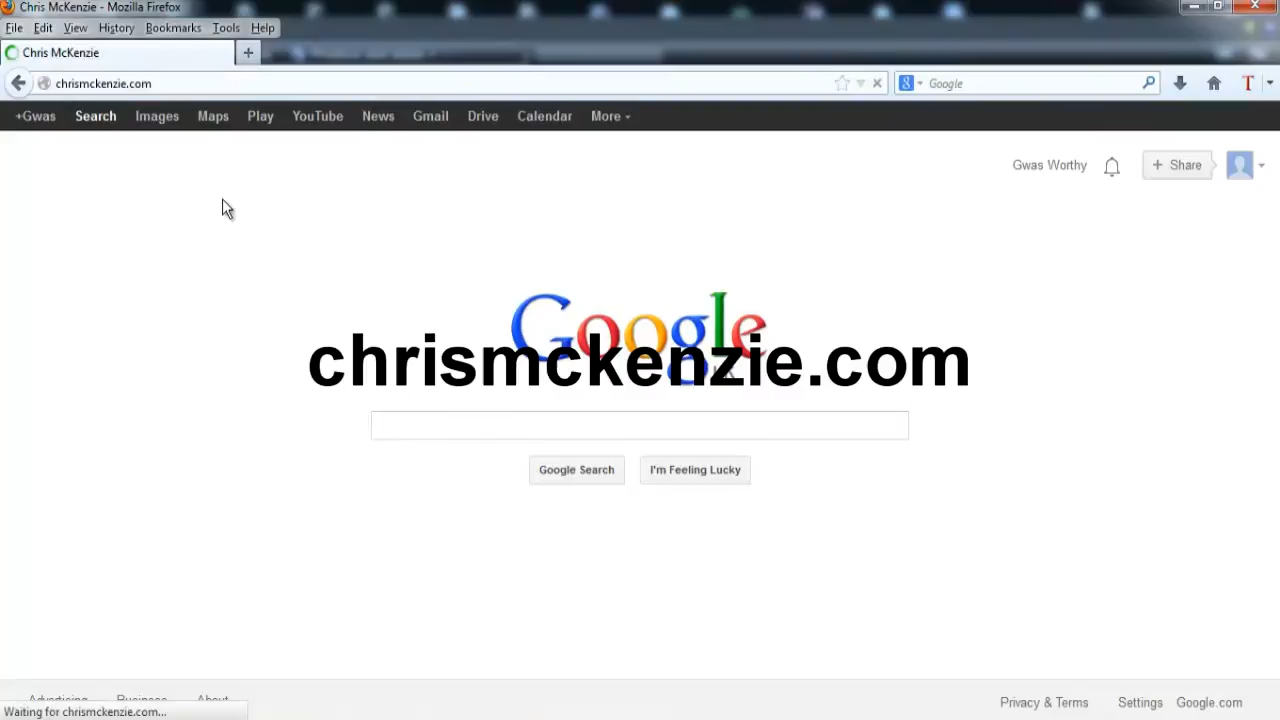 Chris McKenzie - Mozilla Firefox
File Edit View History Bookmarks Tools Help
Chris McKenzie
chrismckenzie.com
Google
+Gwas Search Images Maps Play YouTube News Gmail Drive Calendar More
Gwas Worthy
+ Share
Google
chrismckenzie.com
Google Search I'm Feeling Lucky
Advertising Business About
Privacy & Terms Settings Google.com
Waiting for chrismckenzie.com...